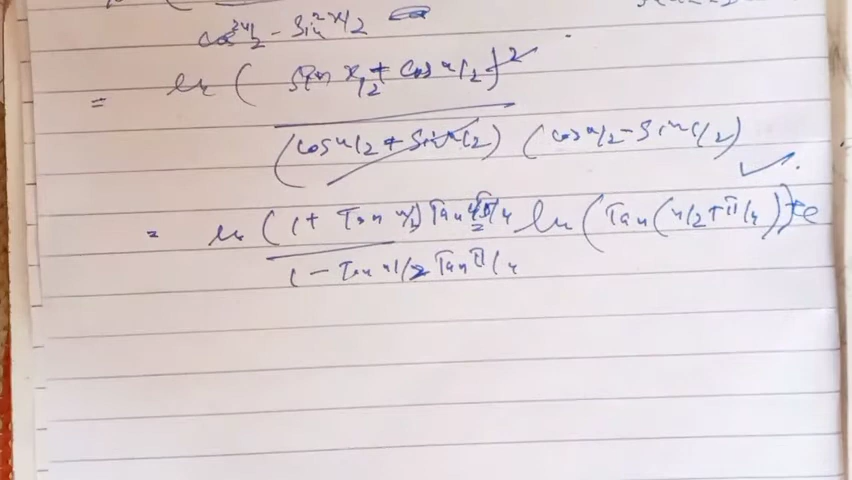 cos²x/2 - Sin²x/2
= ln ( Sin x/2 + Cos x/2 )²
(Cos x/2 + Sin x/2) (Cos x/2 - Sin x/2)
= ln ( 1 + Tan x/2 Tan π/4 ln ( Tan (x/2 + π/4) ) + c
1 - Tan x/2 Tan π/4